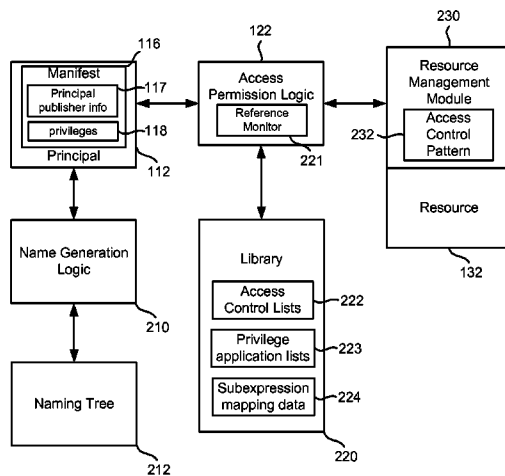 116
Manifest
117
Principal
publisher info
privileges
118
Principal
112
122
Access
Permission Logic
Reference
Monitor
221
230
Resource
Management
Module
232
Access
Control
Pattern
Resource
132
Name Generation
Logic
210
Naming Tree
212
Library
Access
Control Lists
222
Privilege
application lists
223
Subexpression
mapping data
224
220